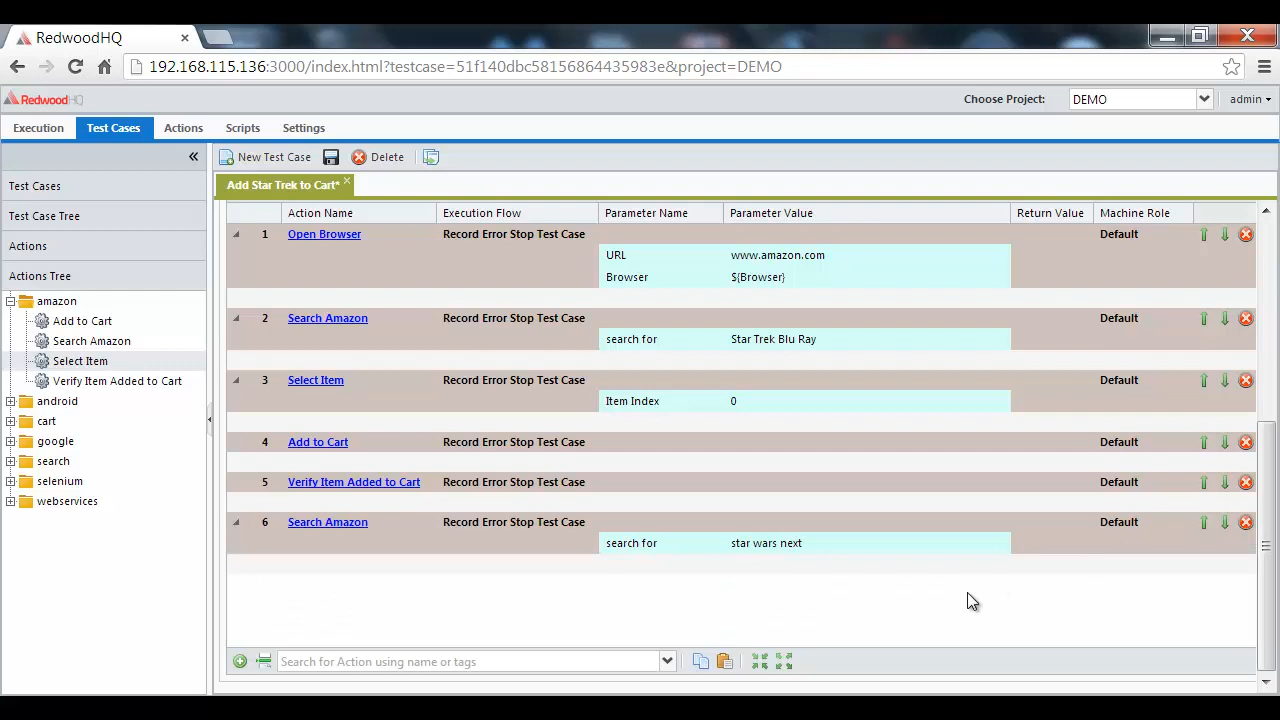 RedwoodHQ
192.168.115.136:3000/index.html?testcase=51f140dbc58156864435983e&project=DEMO
RedwoodHQ Choose Project: DEMO admin
Execution Test Cases Actions Scripts Settings
New Test Case Delete
Add Star Trek to Cart*
Test Cases
Test Case Tree
Actions
Actions Tree
amazon
Add to Cart
Search Amazon
Select Item
Verify Item Added to Cart
android
cart
google
search
selenium
webservices
Action Name Execution Flow Parameter Name Parameter Value Return Value Machine Role
1 Open Browser Record Error Stop Test Case Default
URL www.amazon.com
Browser ${Browser}
2 Search Amazon Record Error Stop Test Case Default
search for Star Trek Blu Ray
3 Select Item Record Error Stop Test Case Default
Item Index 0
4 Add to Cart Record Error Stop Test Case Default
5 Verify Item Added to Cart Record Error Stop Test Case Default
6 Search Amazon Record Error Stop Test Case Default
search for star wars next
Search for Action using name or tags